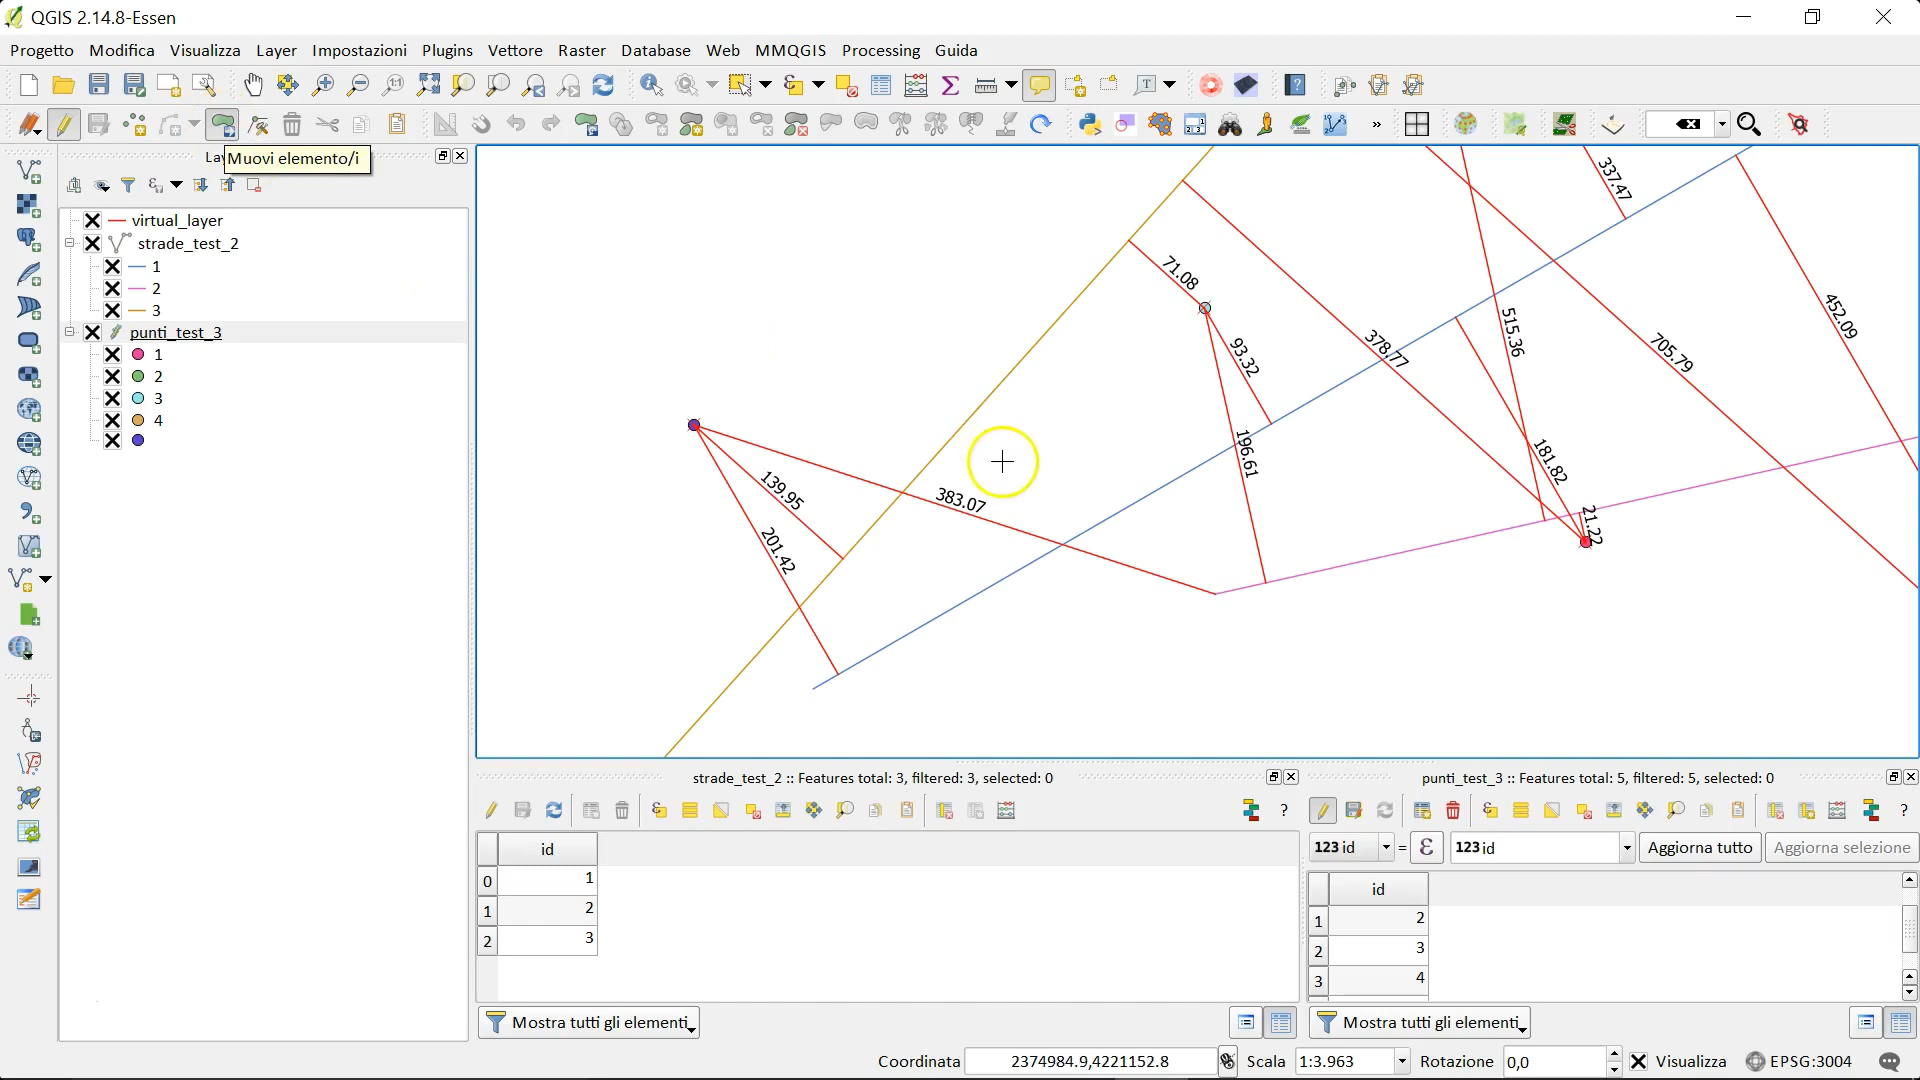 QGIS 2.14.8-Essen
Progetto Modifica Visualizza Layer Impostazioni Plugins Vettore Raster Database Web MMQGIS Processing Guida
Muovi elemento/i
virtual_layer
strade_test_2
1
2
3
punti_test_3
1
2
3
4
337.47
71.08
452.09
515.36
378.77
705.79
93.32
196.61
181.82
139.95
383.07
21.22
201.42
strade_test_2 :: Features total: 3, filtered: 3, selected: 0
id
0 1
1 2
2 3
Mostra tutti gli elementi
punti_test_3 :: Features total: 5, filtered: 5, selected: 0
123 id = ε 123 id Aggiorna tutto Aggiorna selezione
id
1 2
2 3
3 4
Mostra tutti gli elementi
Coordinata 2374984.9,4221152.8 Scala 1:3.963 Rotazione 0,0 Visualizza EPSG:3004